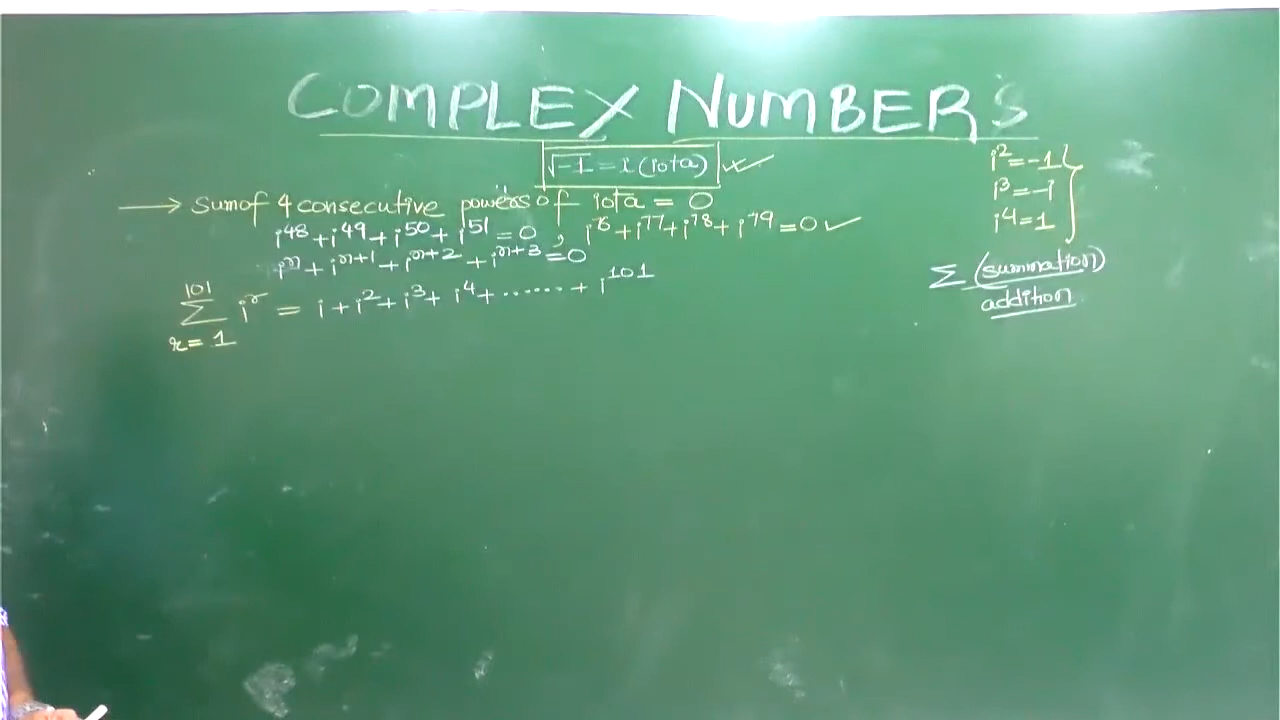 COMPLEX NUMBERS
√-1 = i (iota)
i² = -1
i³ = -i
i⁴ = 1
→ Sum of 4 consecutive powers of iota = 0
i⁴⁸ + i⁴⁹ + i⁵⁰ + i⁵¹ = 0 , i⁷⁶ + i⁷⁷ + i⁷⁸ + i⁷⁹ = 0 ✓
iⁿ + iⁿ⁺¹ + iⁿ⁺² + iⁿ⁺³ = 0
101
Σ iʳ = i + i² + i³ + i⁴ + ...... + i¹⁰¹
r = 1
Σ (summation)
addition